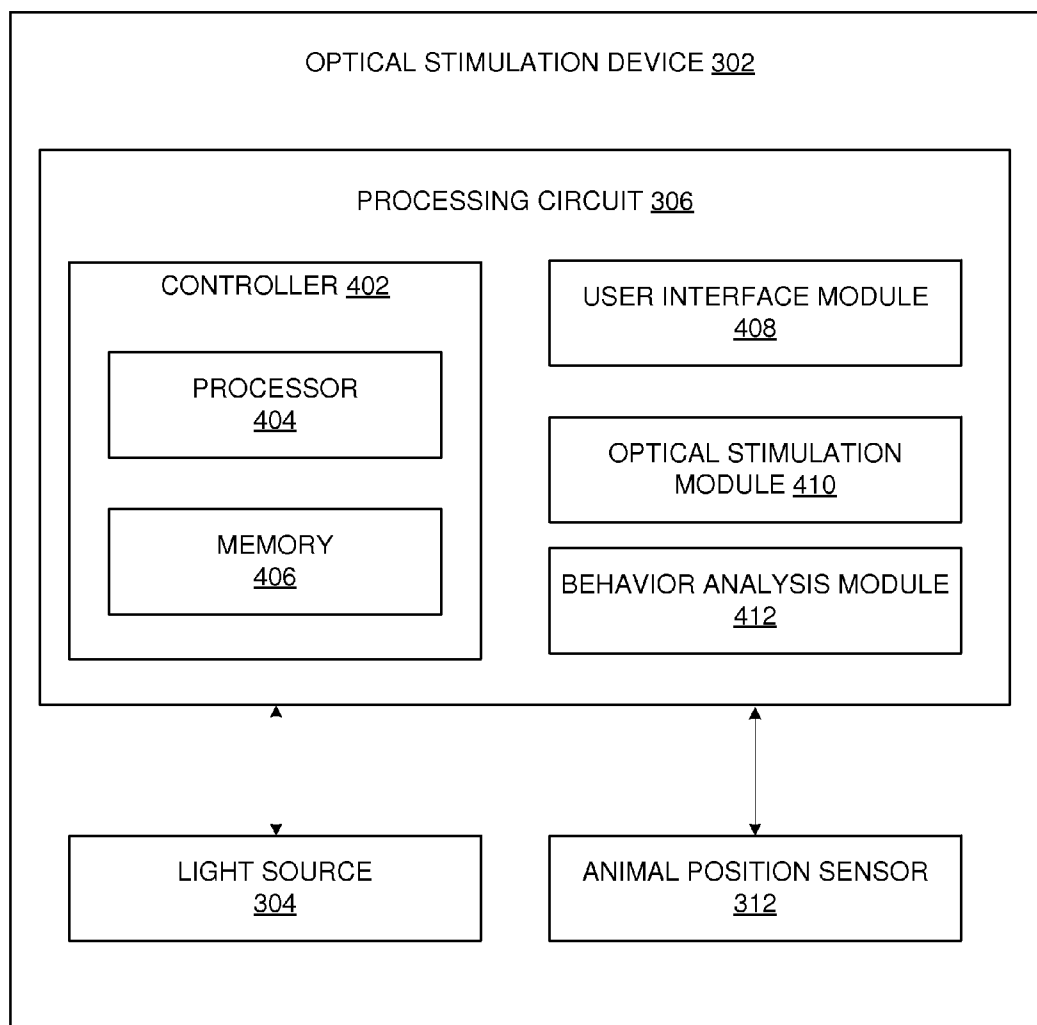 OPTICAL STIMULATION DEVICE 302
PROCESSING CIRCUIT 306
CONTROLLER 402
PROCESSOR
404
MEMORY
406
USER INTERFACE MODULE
408
OPTICAL STIMULATION
MODULE 410
BEHAVIOR ANALYSIS MODULE
412
LIGHT SOURCE
304
ANIMAL POSITION SENSOR
312